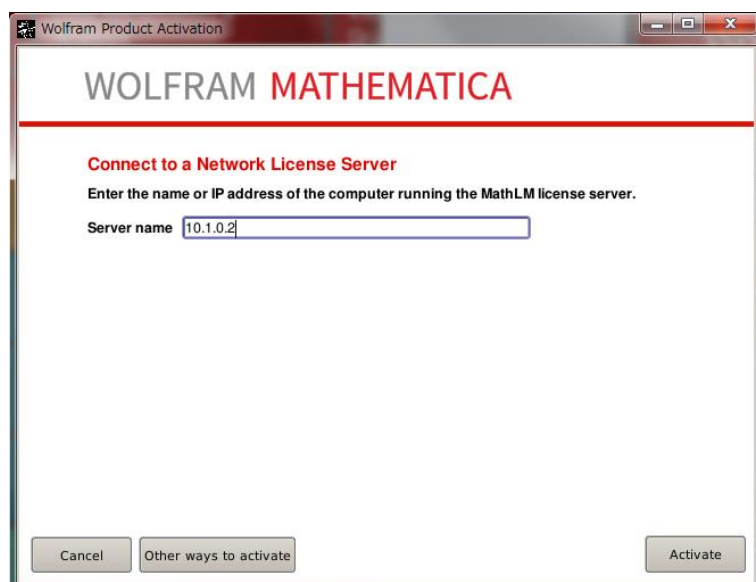 Wolfram Product Activation
WOLFRAM MATHEMATICA
Connect to a Network License Server
Enter the name or IP address of the computer running the MathLM license server.
Server name 10.1.0.2
Cancel Other ways to activate Activate